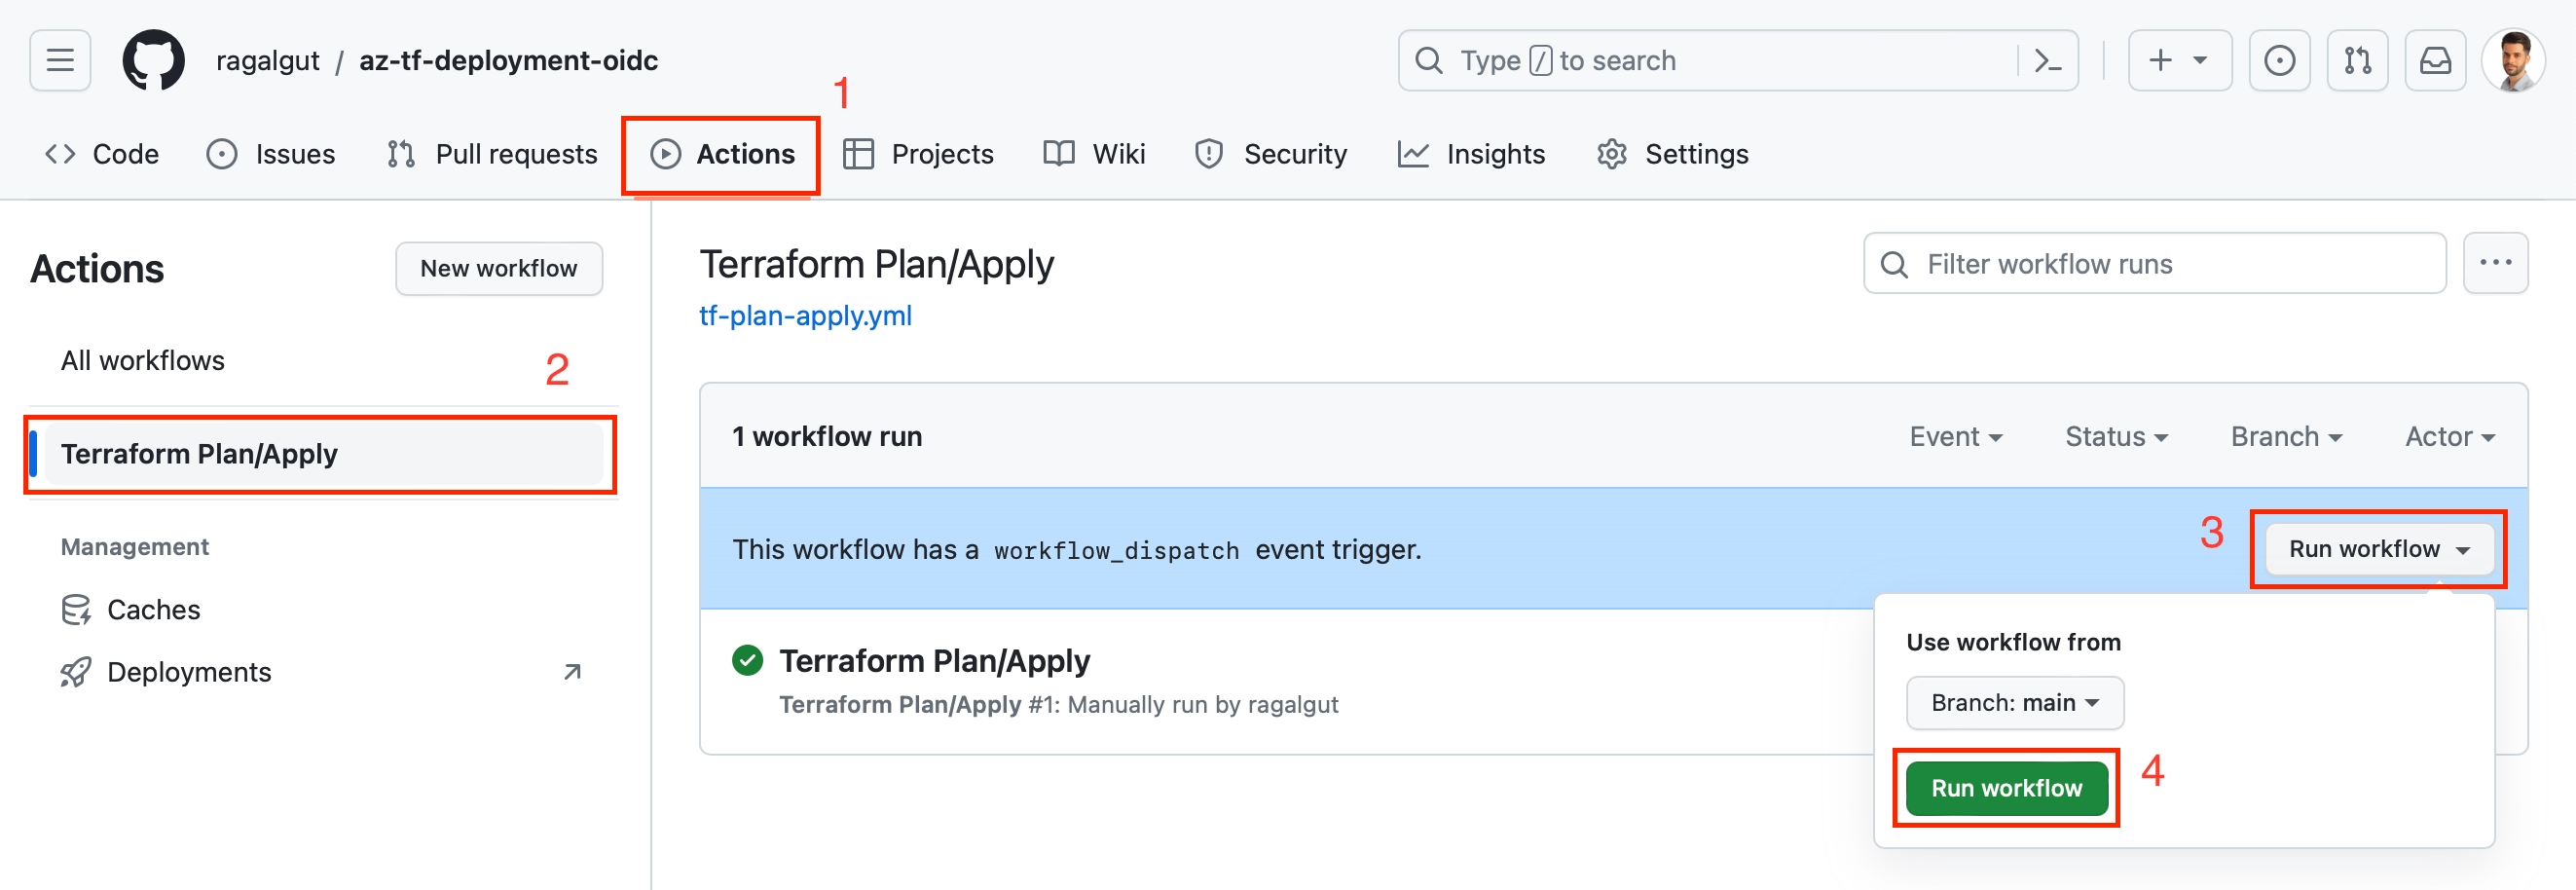 ragalgut / az-tf-deployment-oidc
Type / to search
1
Code Issues Pull requests Actions Projects Wiki Security Insights Settings
Actions
New workflow
All workflows
2
Terraform Plan/Apply
Management
Caches
Deployments
Terraform Plan/Apply
tf-plan-apply.yml
Filter workflow runs
1 workflow run
Event Status Branch Actor
This workflow has a workflow_dispatch event trigger.
3
Run workflow
Terraform Plan/Apply
Terraform Plan/Apply #1: Manually run by ragalgut
Use workflow from
Branch: main
Run workflow
4